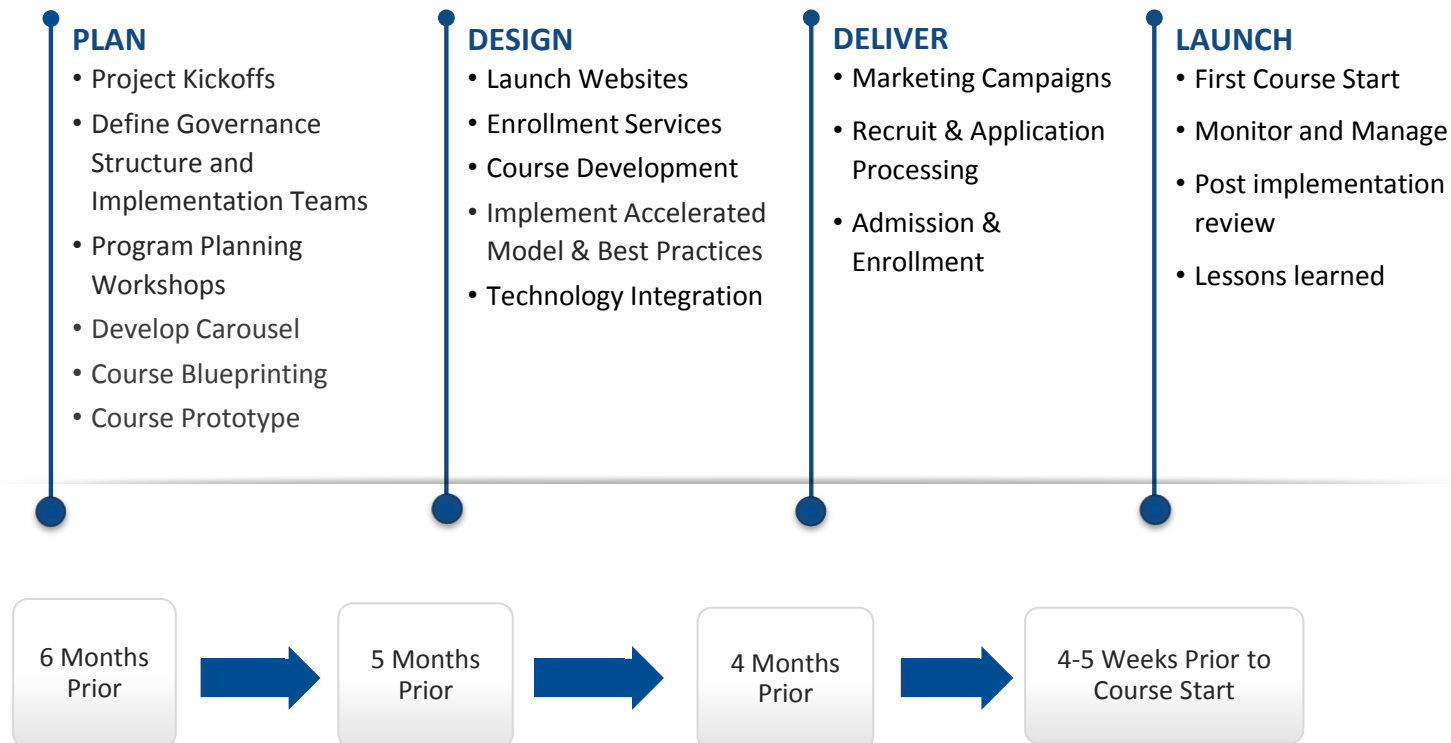 PLAN
• Project Kickoffs
• Define Governance
Structure and
Implementation Teams
• Program Planning
Workshops
• Develop Carousel
• Course Blueprinting
• Course Prototype
DESIGN
• Launch Websites
• Enrollment Services
• Course Development
• Implement Accelerated
Model & Best Practices
• Technology Integration
DELIVER
• Marketing Campaigns
• Recruit & Application
Processing
• Admission &
Enrollment
LAUNCH
• First Course Start
• Monitor and Manage
• Post implementation
review
• Lessons learned
6 Months
Prior
5 Months
Prior
4 Months
Prior
4-5 Weeks Prior to
Course Start